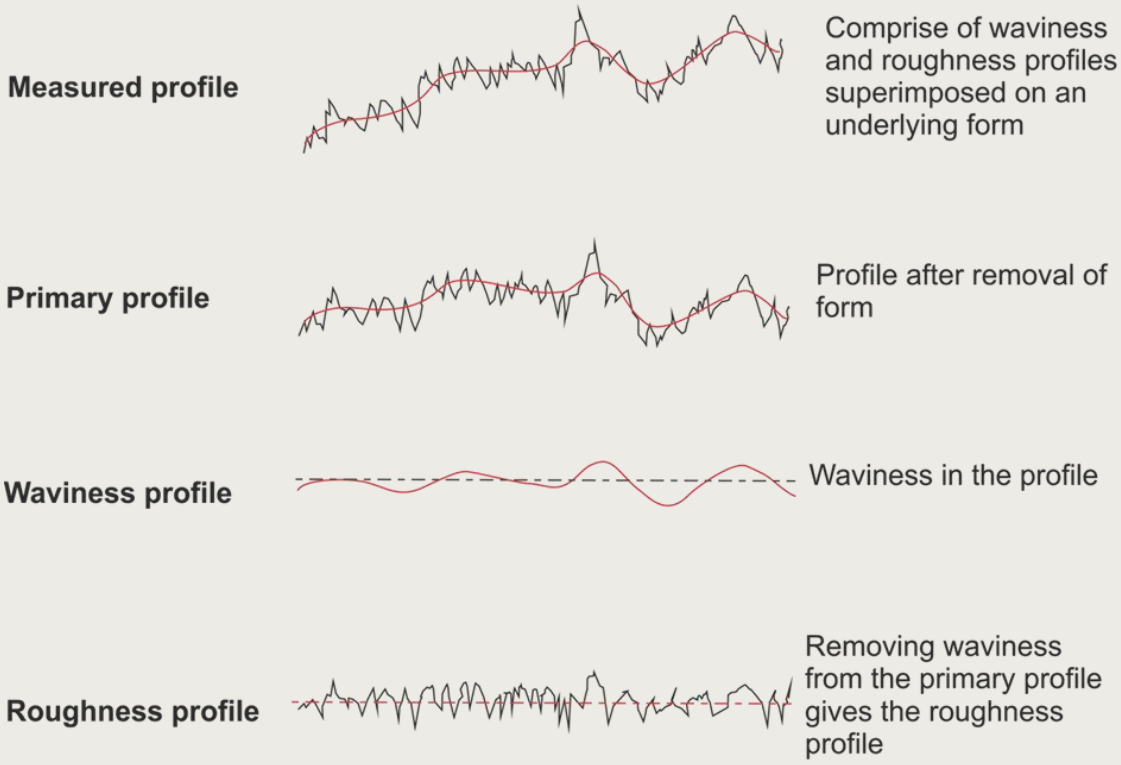 Measured profile
Comprise of waviness
and roughness profiles
superimposed on an
underlying form
Primary profile
Profile after removal of
form
Waviness profile
Waviness in the profile
Roughness profile
Removing waviness
from the primary profile
gives the roughness
profile